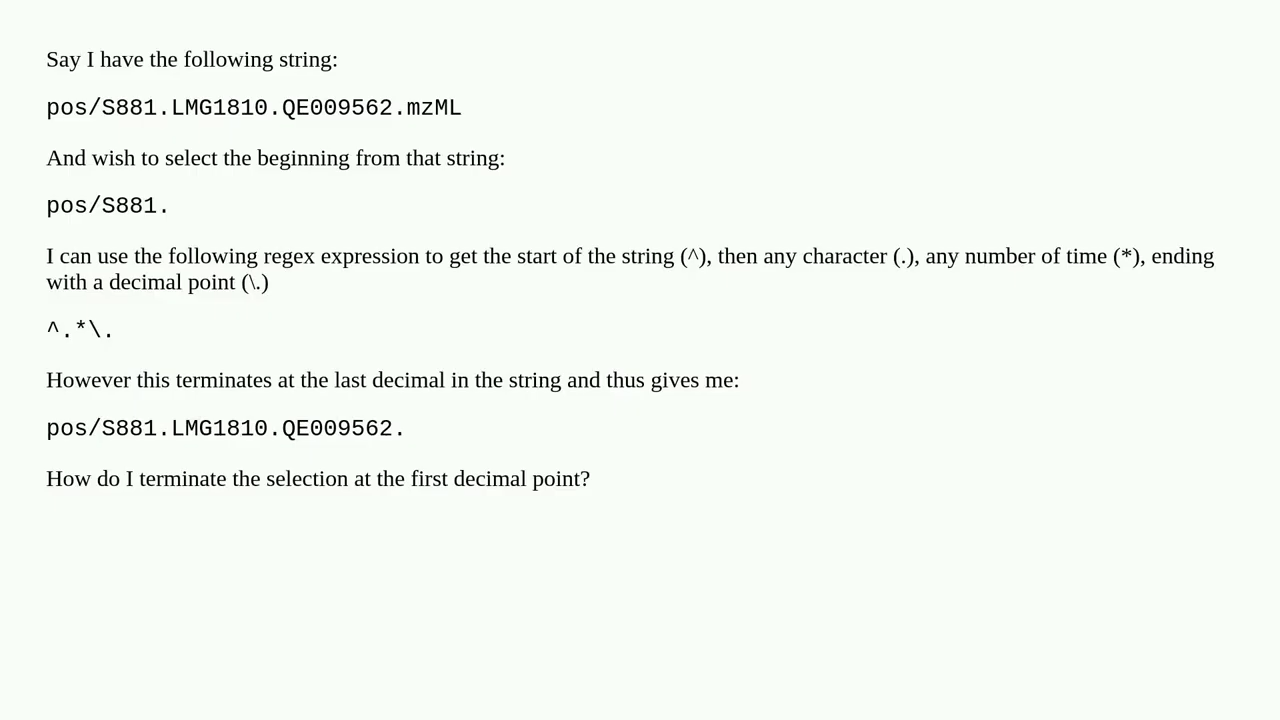 Say I have the following string:
pos/S881.LMG1810.QE009562.mzML
And wish to select the beginning from that string:
pos/S881.
I can use the following regex expression to get the start of the string (^), then any character (.), any number of time (*), ending
with a decimal point (\.)
^.*\.
However this terminates at the last decimal in the string and thus gives me:
pos/S881.LMG1810.QE009562.
How do I terminate the selection at the first decimal point?